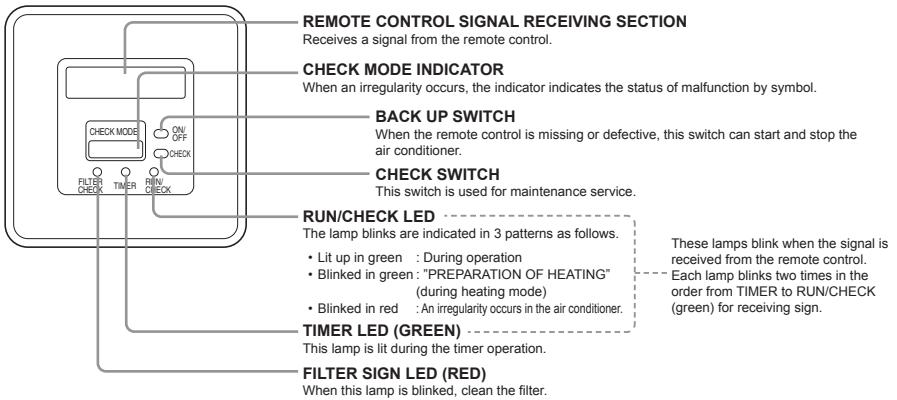 REMOTE CONTROL SIGNAL RECEIVING SECTION
Receives a signal from the remote control.
CHECK MODE INDICATOR
When an irregularity occurs, the indicator indicates the status of malfunction by symbol.
BACK UP SWITCH
When the remote control is missing or defective, this switch can start and stop the
air conditioner.
CHECK SWITCH
This switch is used for maintenance service.
RUN/CHECK LED
The lamp blinks are indicated in 3 patterns as follows.
• Lit up in green : During operation
• Blinked in green : "PREPARATION OF HEATING"
(during heating mode)
• Blinked in red : An irregularity occurs in the air conditioner.
TIMER LED (GREEN)
This lamp is lit during the timer operation.
FILTER SIGN LED (RED)
When this lamp is blinked, clean the filter.
These lamps blink when the signal is
received from the remote control.
Each lamp blinks two times in the
order from TIMER to RUN/CHECK
(green) for receiving sign.
CHECK MODE
ON/
OFF
CHECK
FILTER
CHECK
TIMER
RUN/
CHECK